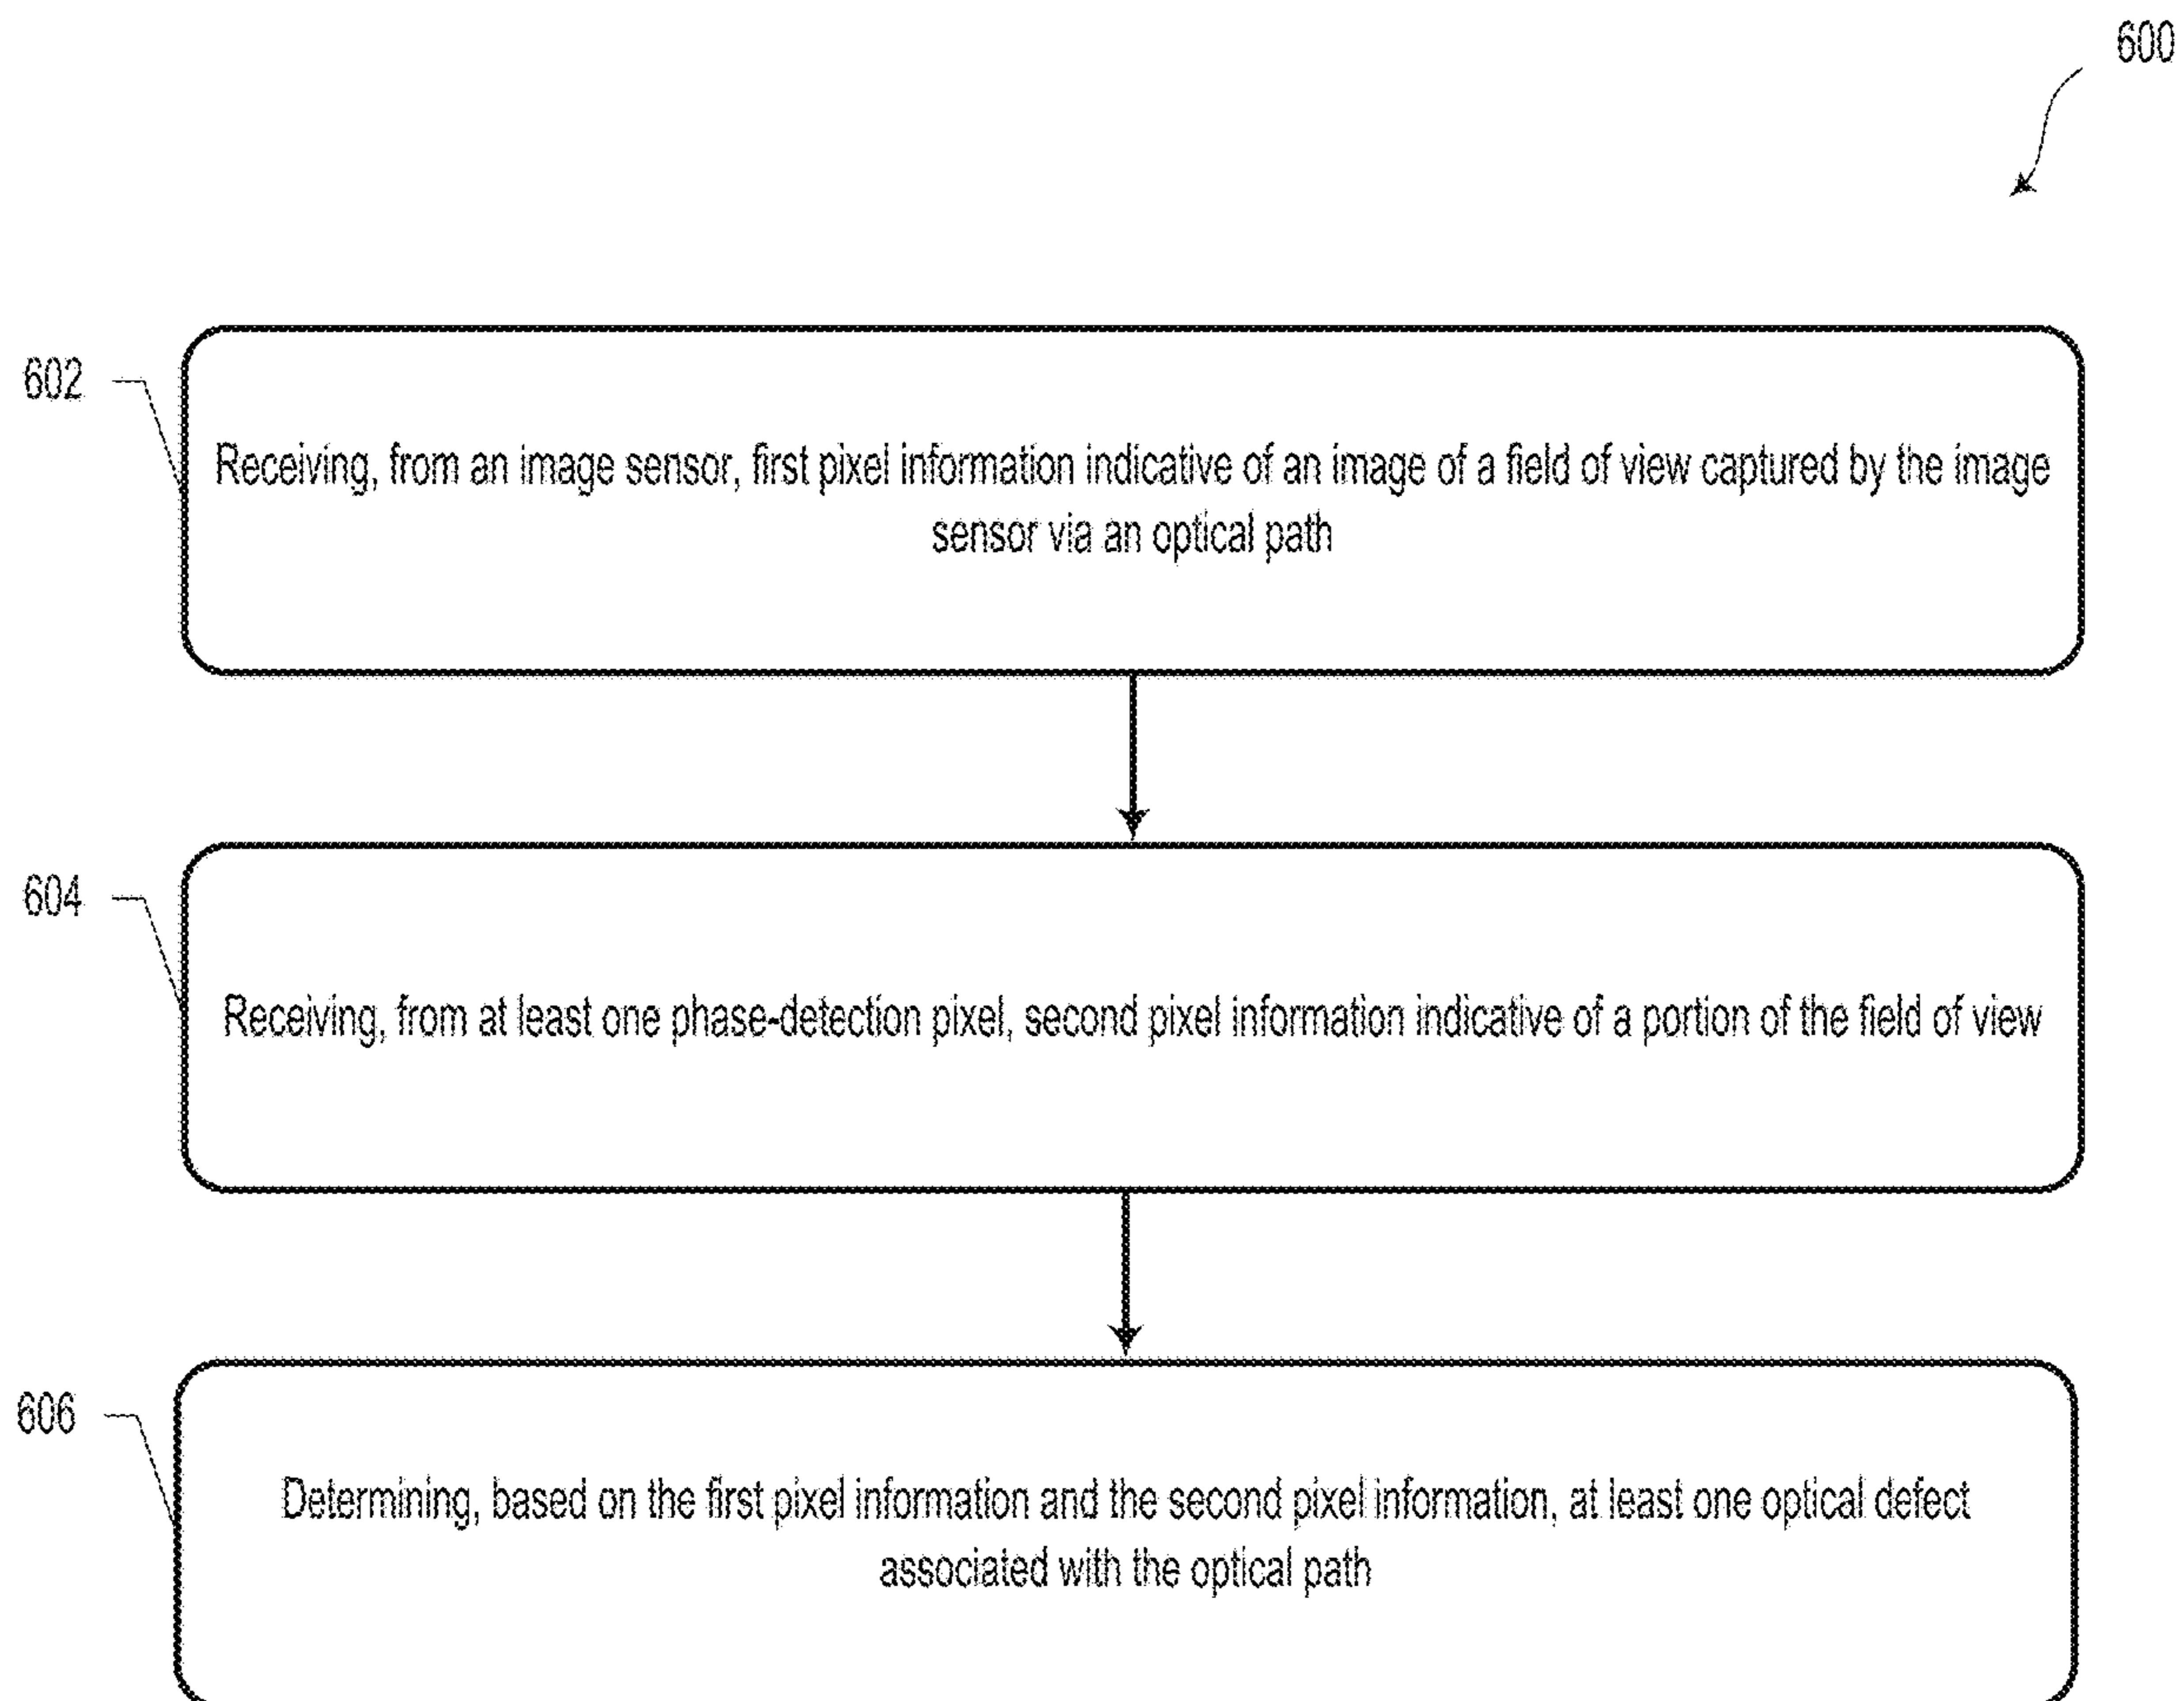 600
602
Receiving, from an image sensor, first pixel information indicative of an image of a field of view captured by the image
sensor via an optical path
604
Receiving, from at least one phase-detection pixel, second pixel information indicative of a portion of the field of view
606
Determining, based on the first pixel information and the second pixel information, at least one optical defect
associated with the optical path